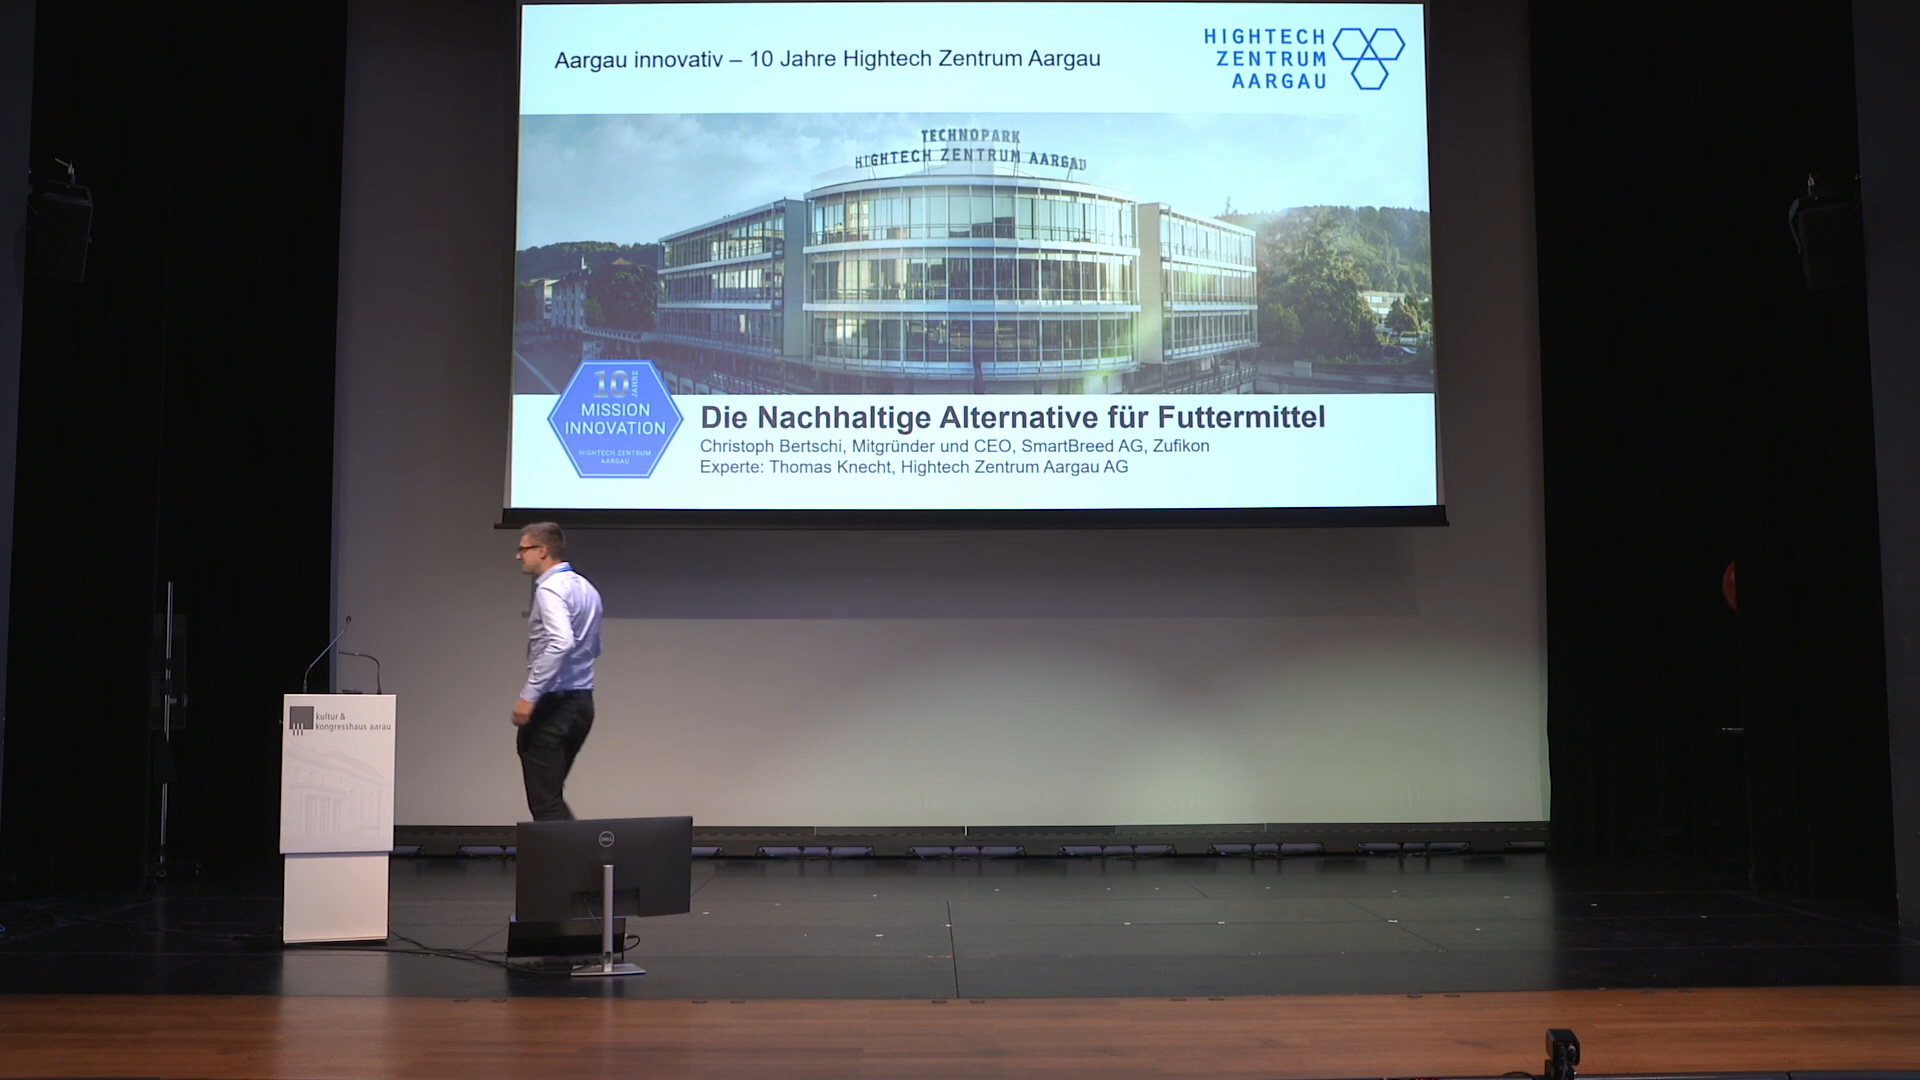 Aargau innovativ – 10 Jahre Hightech Zentrum Aargau
HIGHTECH
ZENTRUM
AARGAU
TECHNOPARK
HIGHTECH ZENTRUM AARGAU
10 JAHRE
MISSION
INNOVATION
HIGHTECH ZENTRUM
AARGAU
Die Nachhaltige Alternative für Futtermittel
Christoph Bertschi, Mitgründer und CEO, SmartBreed AG, Zufikon
Experte: Thomas Knecht, Hightech Zentrum Aargau AG
kultur &
kongresshaus aarau
DELL